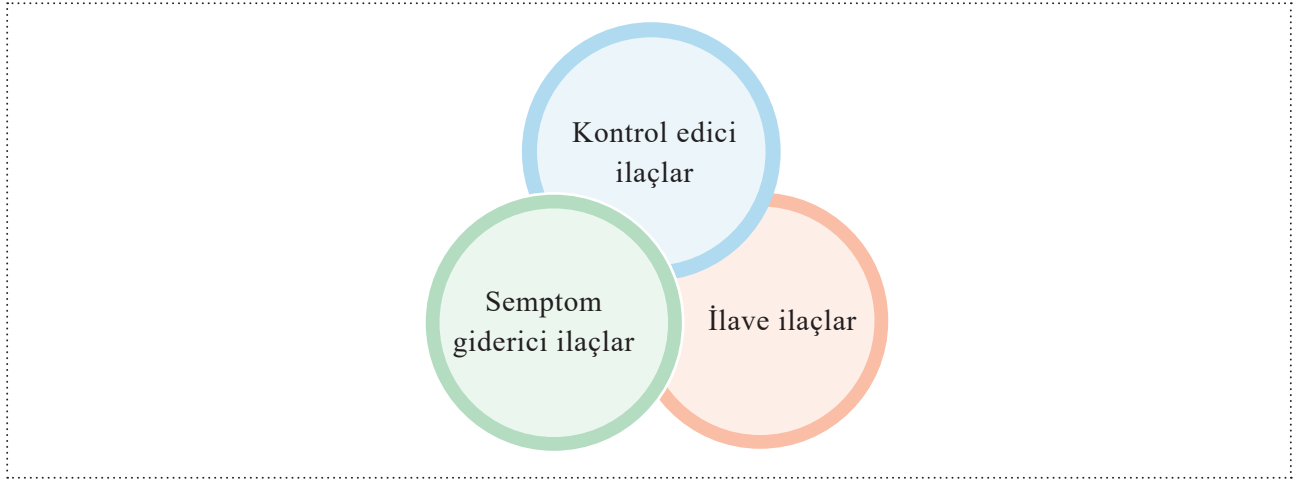 Kontrol edici
ilaçlar
Semptom
giderici ilaçlar
İlave ilaçlar